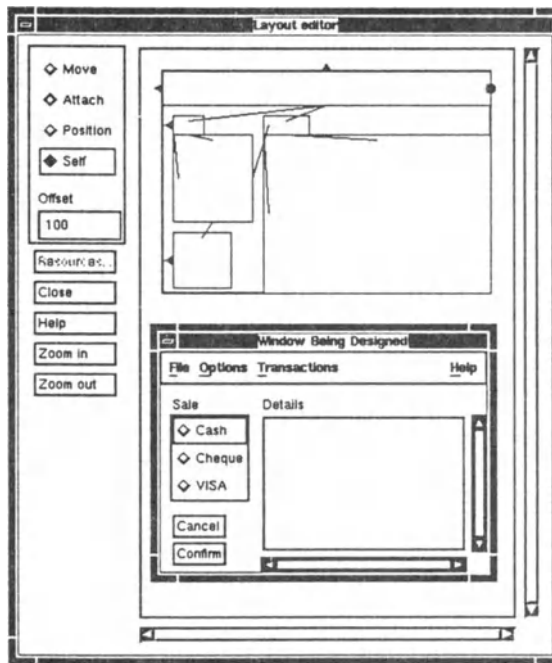 Layout editor
Move
Attach
Position
Self
Offset
100
Resources...
Close
Help
Zoom in
Zoom out
Window Being Designed
File Options Transactions Help
Sale Details
Cash
Cheque
VISA
Cancel
Confirm